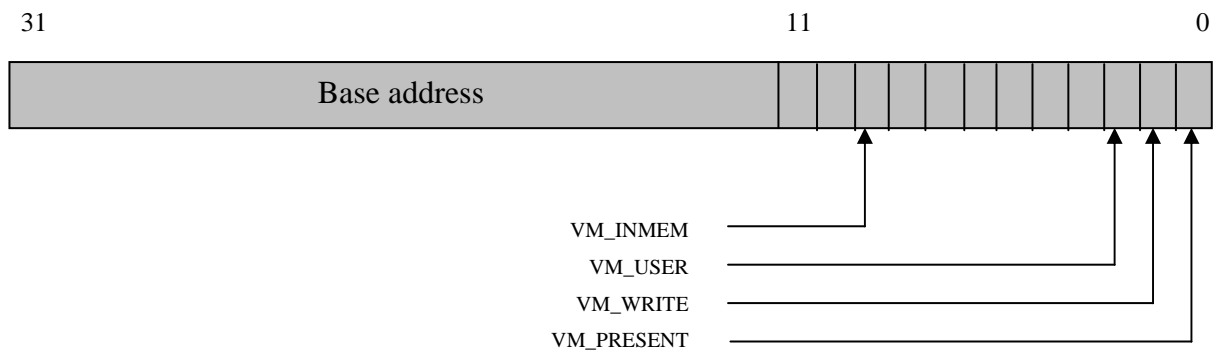 31 11 0
Base address
VM_INMEM
VM_USER
VM_WRITE
VM_PRESENT